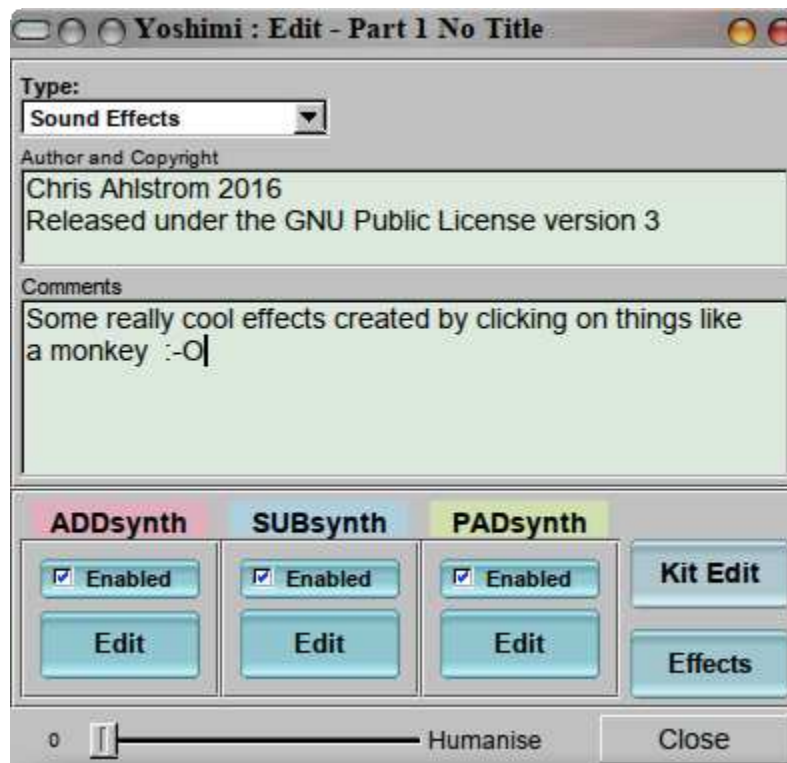 Yoshimi : Edit - Part 1 No Title
Type:
Sound Effects
Author and Copyright
Chris Ahlstrom 2016
Released under the GNU Public License version 3
Comments
Some really cool effects created by clicking on things like
a monkey :-O
ADDsynth SUBsynth PADsynth
Enabled Enabled Enabled Kit Edit
Edit Edit Edit Effects
0 Humanise Close